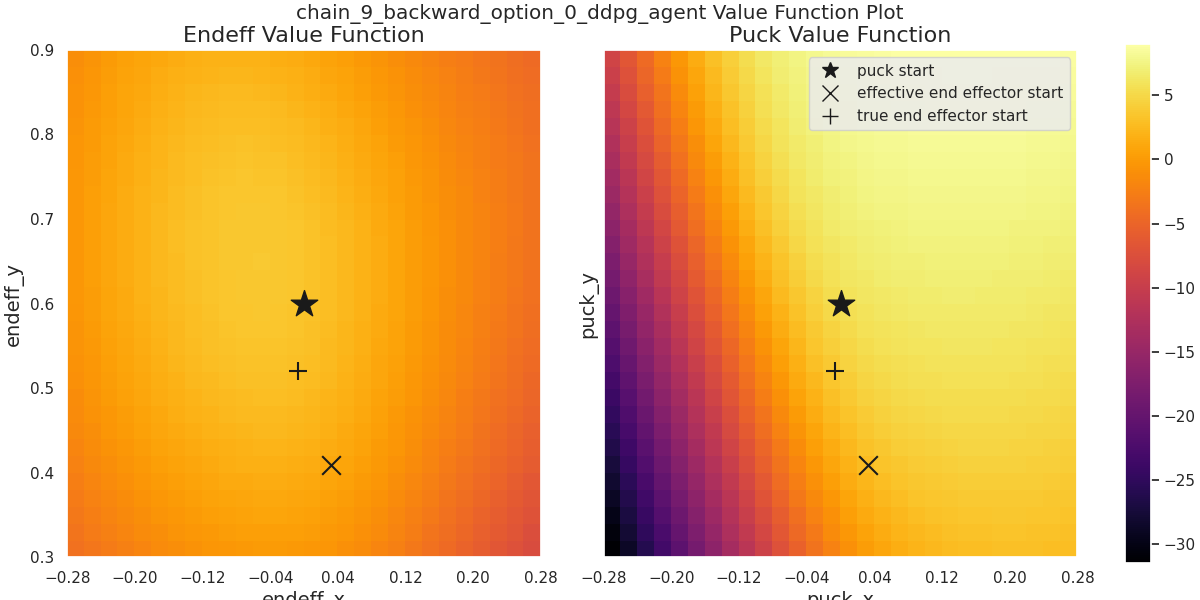 chain_9_backward_option_0_ddpg_agent Value Function Plot
Endeff Value Function
Puck Value Function
0.9
0.8
0.7
0.6
0.5
0.4
0.3
endeff_y
−0.28 −0.20 −0.12 −0.04 0.04 0.12 0.20 0.28
endeff_x
puck_y
puck start
effective end effector start
true end effector start
−0.28 −0.20 −0.12 −0.04 0.04 0.12 0.20 0.28
puck_x
5
0
−5
−10
−15
−20
−25
−30